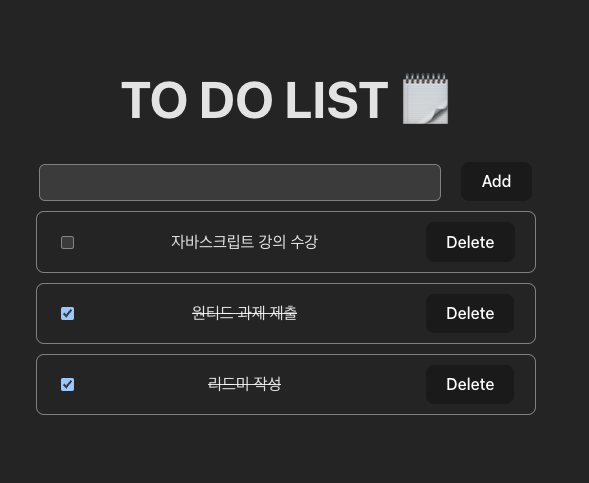 TO DO LIST 🗒️
Add
자바스크립트 강의 수강 Delete
원티드 과제 제출 Delete
리드미 작성 Delete